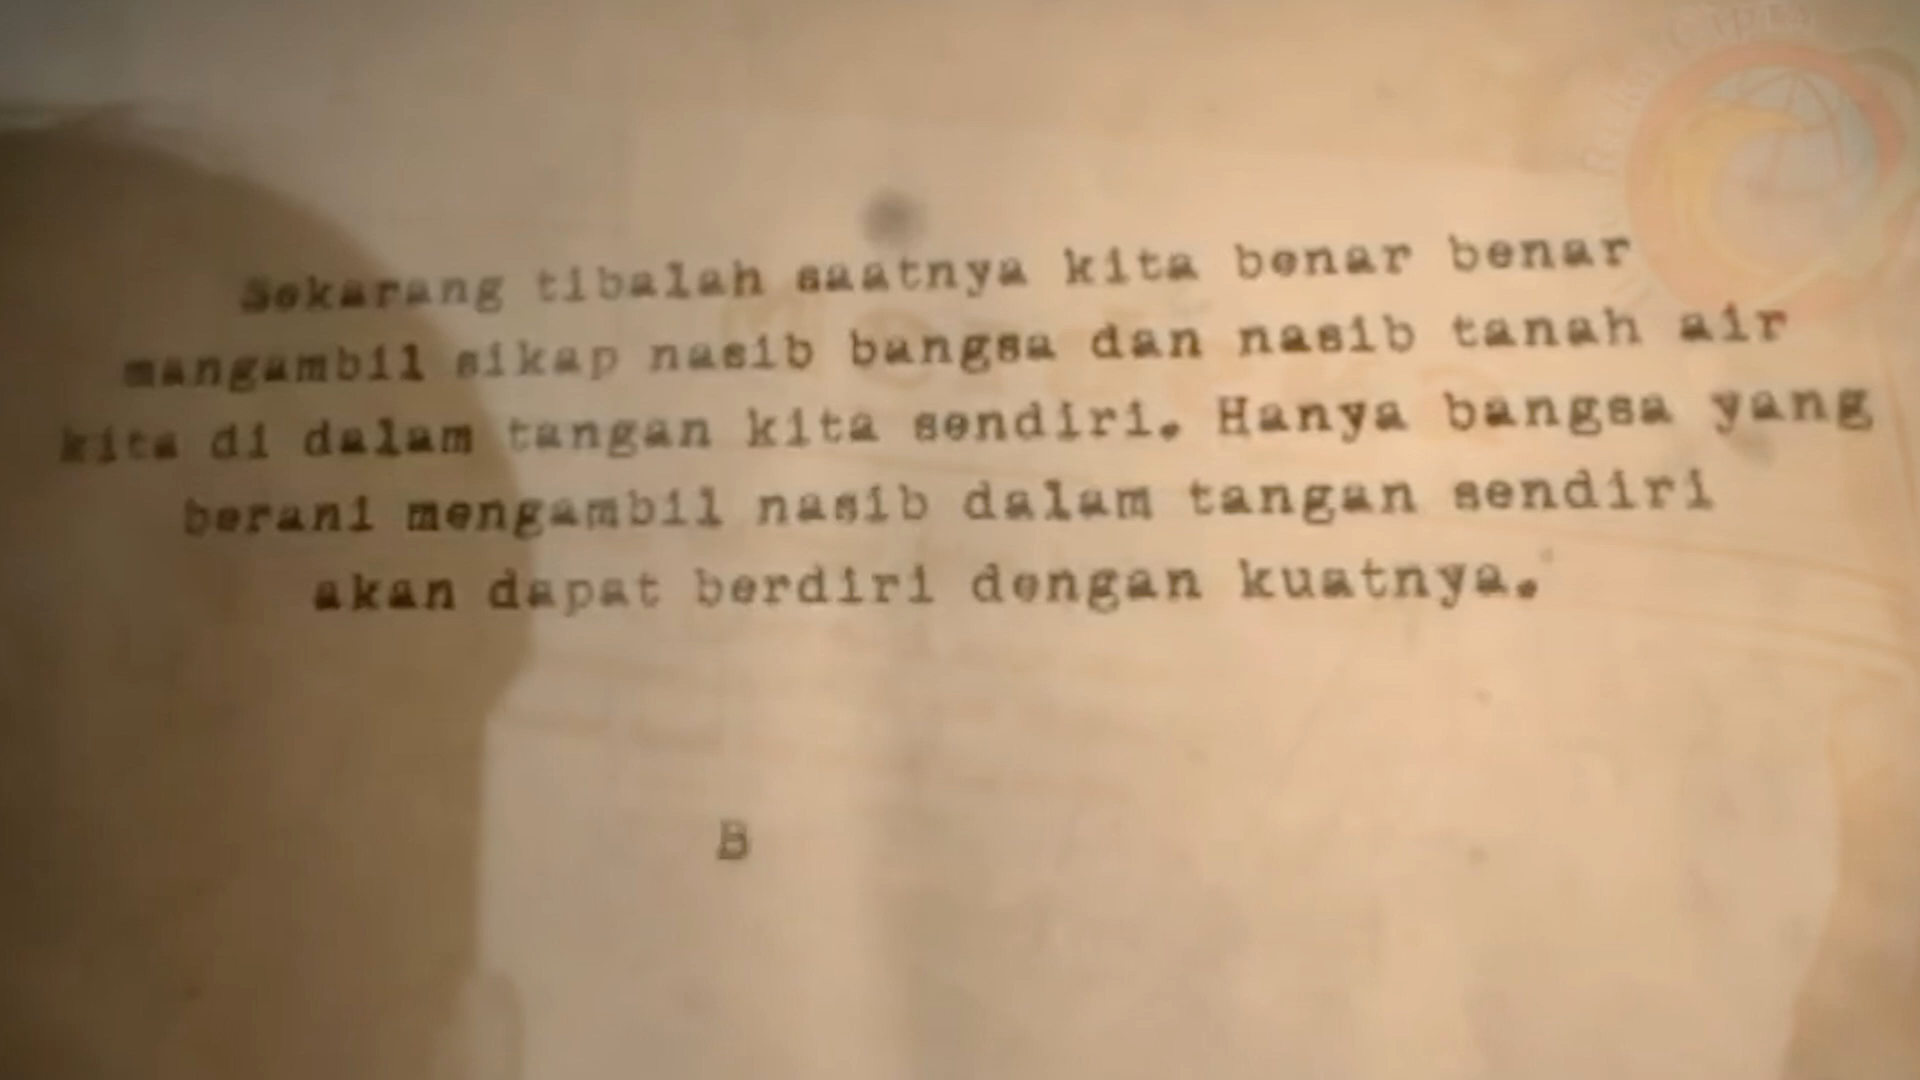 Sekarang tibalah saatnya kita benar benar
mangambil sikap nasib bangsa dan nasib tanah air
kita di dalam tangan kita sendiri. Hanya bangsa yang
berani mengambil nasib dalam tangan sendiri
akan dapat berdiri dengan kuatnya.
B